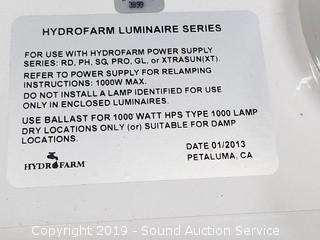 3899
HYDROFARM LUMINAIRE SERIES
FOR USE WITH HYDROFARM POWER SUPPLY
SERIES: RD, PH, SG, PRO, GL, or XTRASUN(XT).
REFER TO POWER SUPPLY FOR RELAMPING
INSTRUCTIONS: 1000W MAX.
DO NOT INSTALL A LAMP IDENTIFIED FOR USE
ONLY IN ENCLOSED LUMINAIRES.
USE BALLAST FOR 1000 WATT HPS TYPE 1000 LAMP
DRY LOCATIONS ONLY (or) SUITABLE FOR DAMP
LOCATIONS.
HYDROFARM
DATE 01/2013
PETALUMA, CA
Copyright 2019 - Sound Auction Service